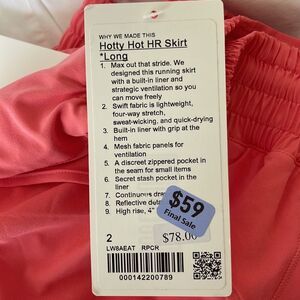 WHY WE MADE THIS
Hotty Hot HR Skirt
*Long
1. Max out that stride. We
designed this running skirt
with a built-in liner and
strategic ventilation so you
can move freely
2. Swift fabric is lightweight,
four-way stretch,
sweat-wicking, and quick-drying
3. Built-in liner with grip at the
hem
4. Mesh fabric panels for
ventilation
5. A discreet zippered pocket in
the seam for small items
6. Secret stash pocket in the
liner
7. Continuous
8. Reflective
9. High rise, 4"
$59
Final Sale
2
$78.00
LW8AEAT RPCR
000142200789